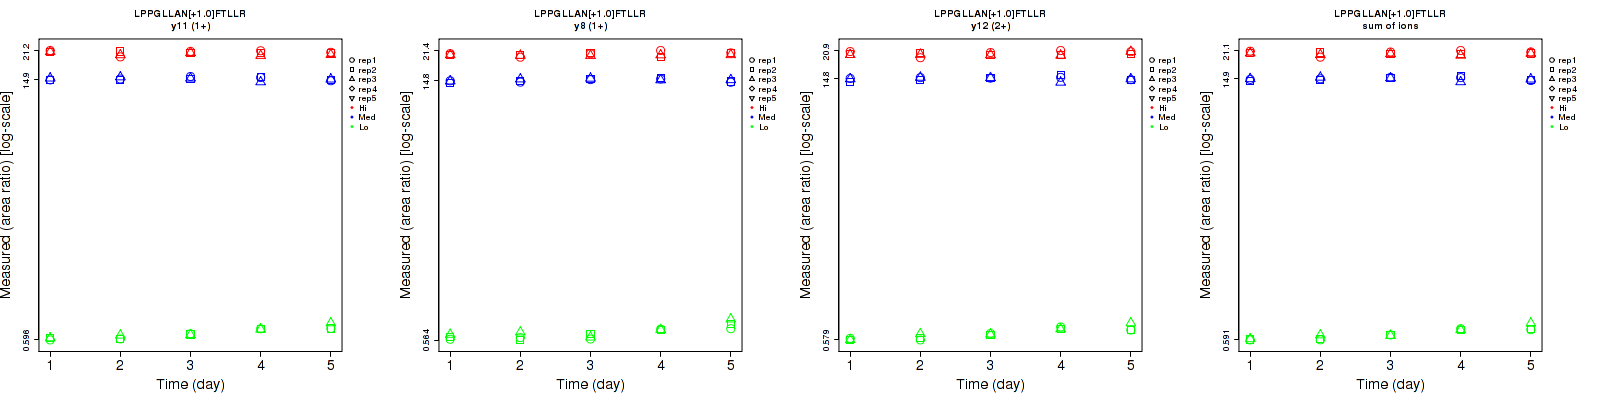 LPPGLLAN[+1.0]FTLLR
y11 (1+)
21.2
14.9
0.596
Measured (area ratio) [log-scale]
1 2 3 4 5
Time (day)
rep1
rep2
rep3
rep4
rep5
Hi
Med
Lo
LPPGLLAN[+1.0]FTLLR
y8 (1+)
21.4
14.8
0.564
Measured (area ratio) [log-scale]
1 2 3 4 5
Time (day)
rep1
rep2
rep3
rep4
rep5
Hi
Med
Lo
LPPGLLAN[+1.0]FTLLR
y12 (2+)
20.9
14.8
0.579
Measured (area ratio) [log-scale]
1 2 3 4 5
Time (day)
rep1
rep2
rep3
rep4
rep5
Hi
Med
Lo
LPPGLLAN[+1.0]FTLLR
sum of ions
21.1
14.9
0.591
Measured (area ratio) [log-scale]
1 2 3 4 5
Time (day)
rep1
rep2
rep3
rep4
rep5
Hi
Med
Lo